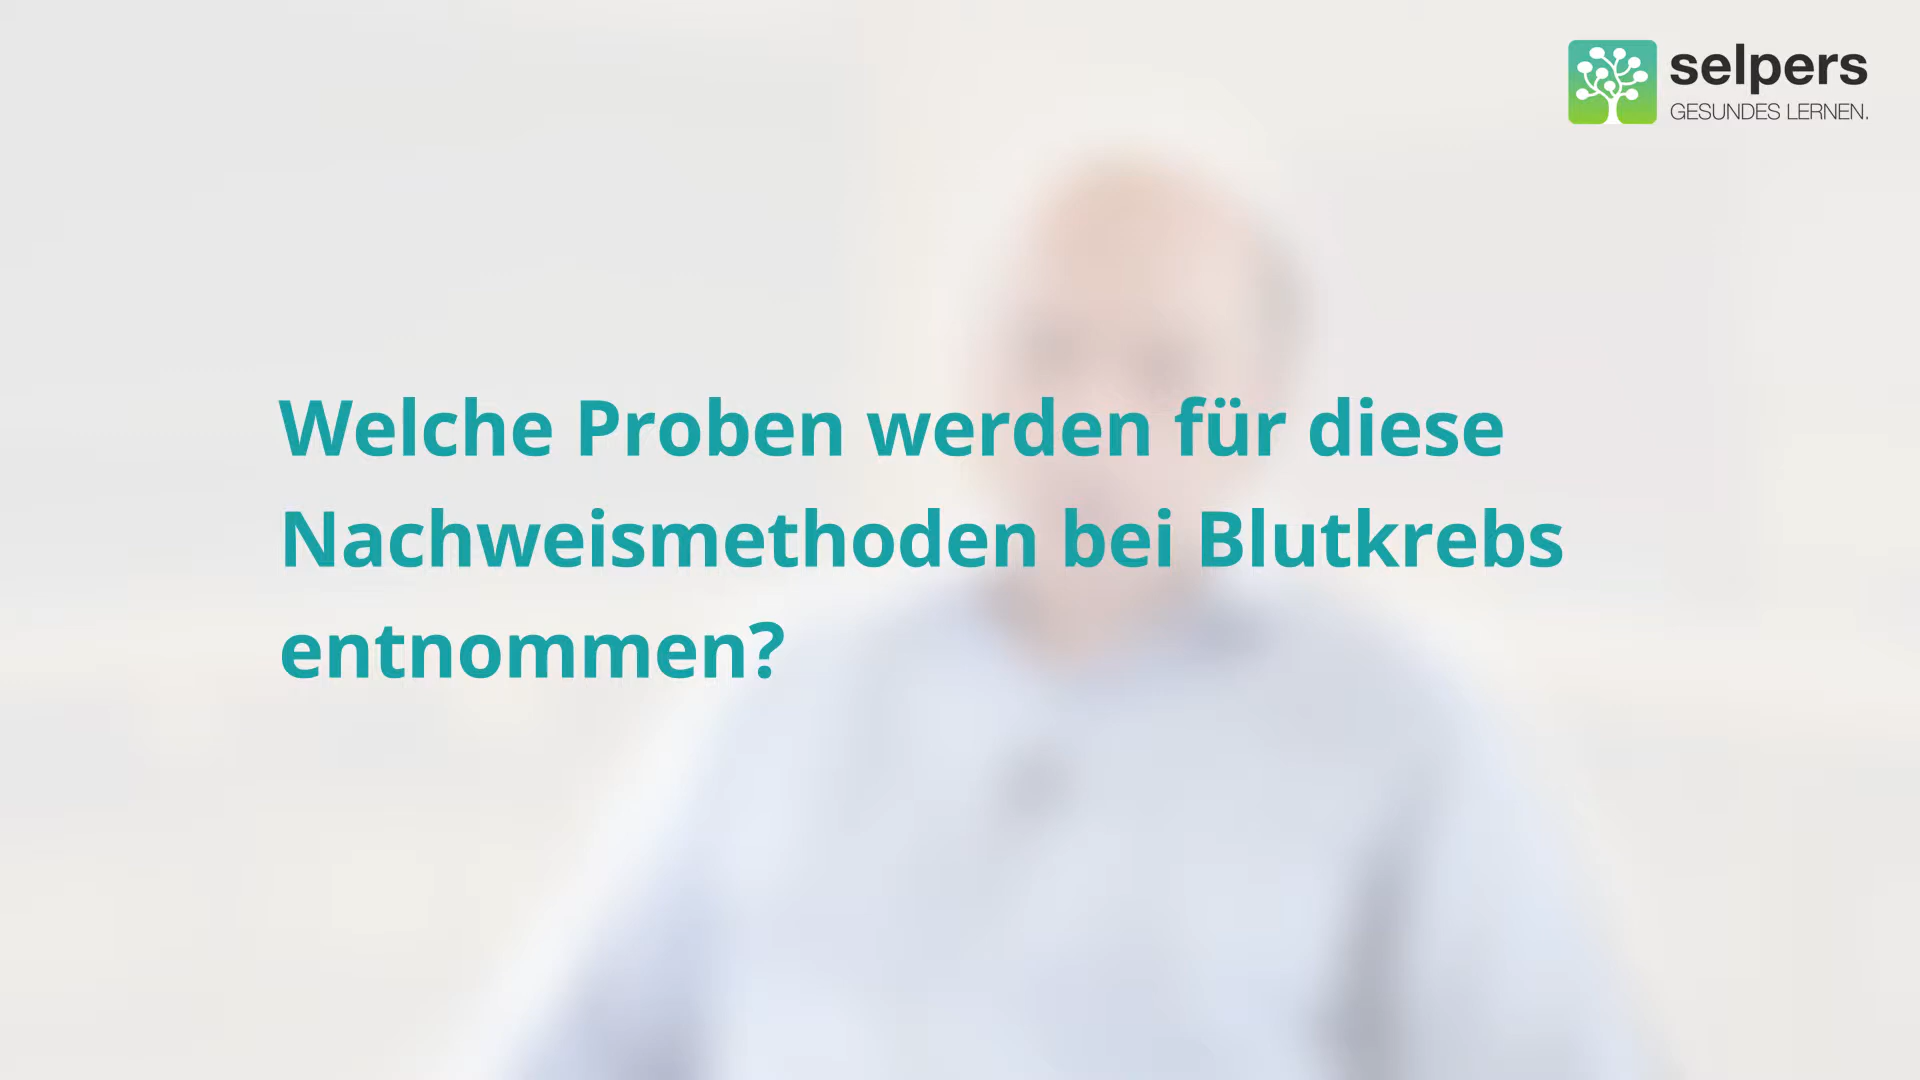 selpers
GESUNDES LERNEN.
Welche Proben werden für diese
Nachweismethoden bei Blutkrebs
entnommen?